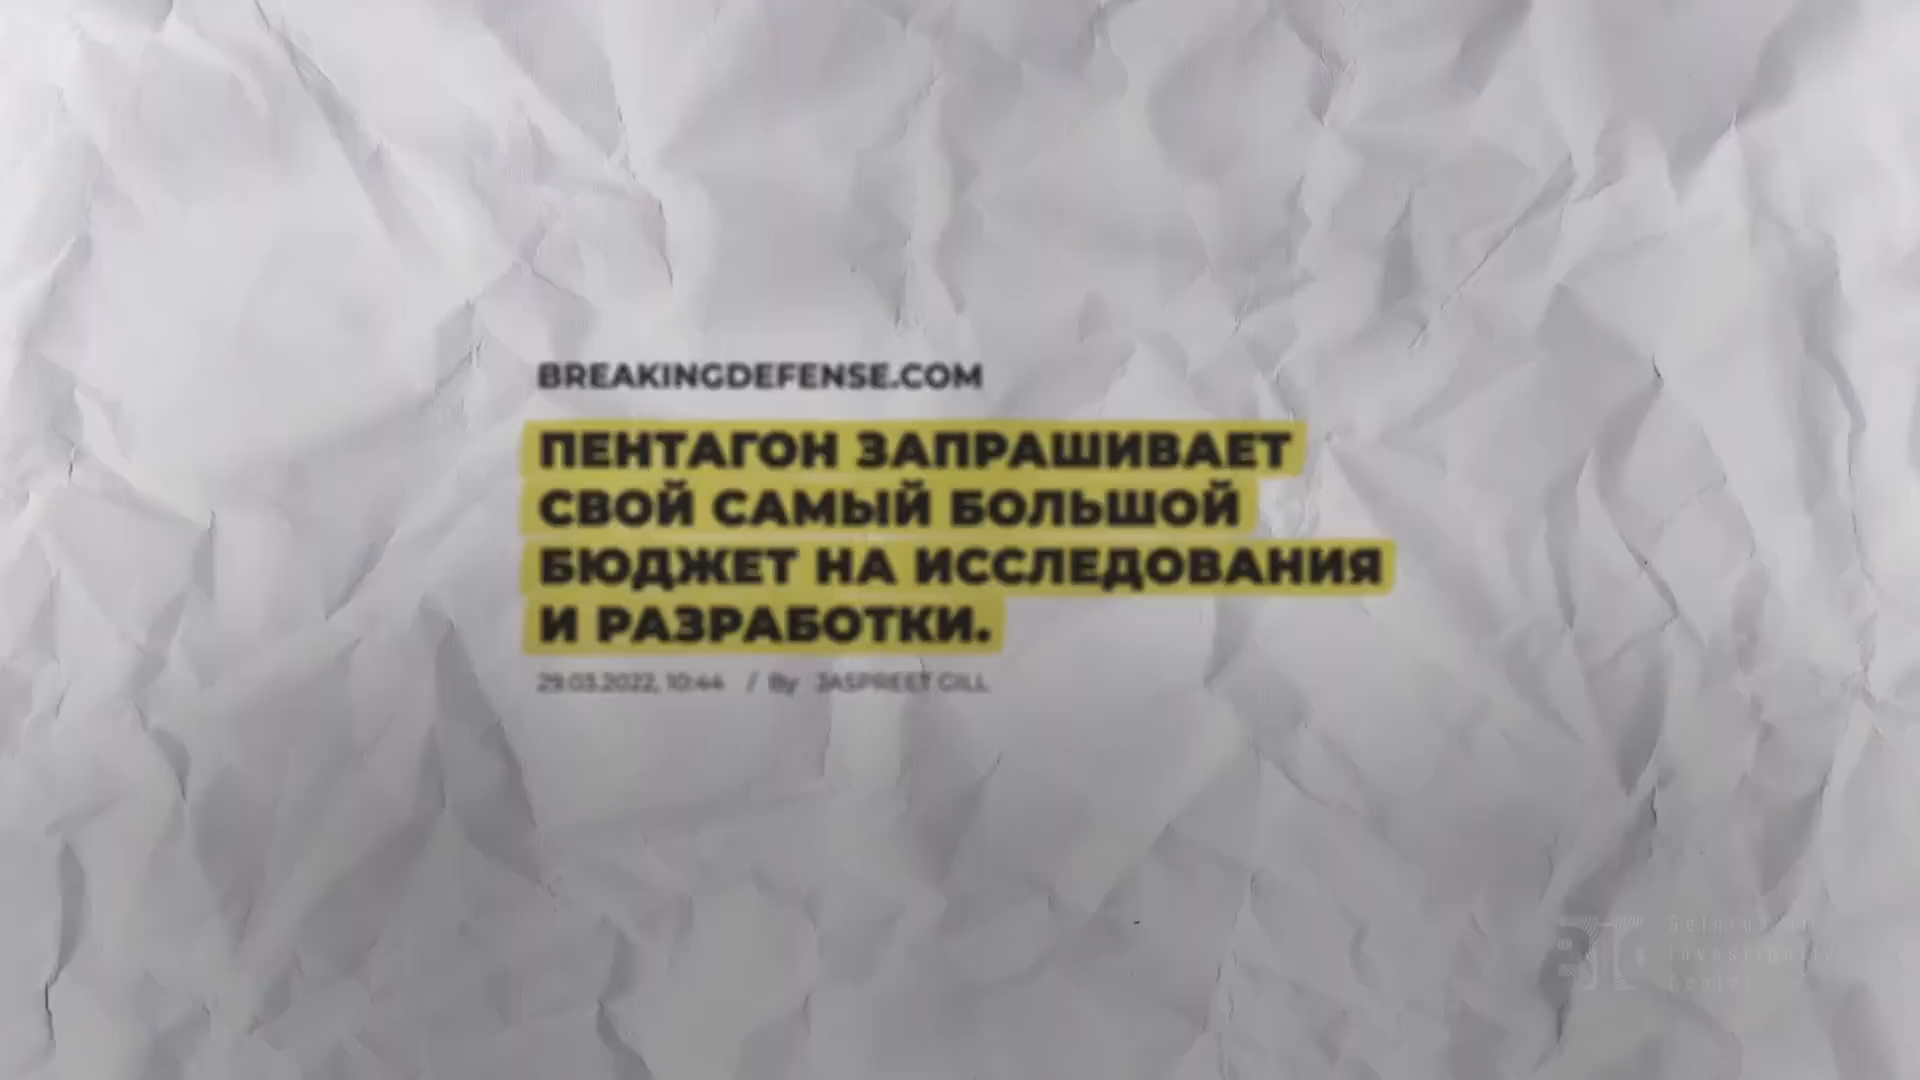 BREAKINGDEFENSE.COM
ПЕНТАГОН ЗАПРАШИВАЕТ
СВОЙ САМЫЙ БОЛЬШОЙ
БЮДЖЕТ НА ИССЛЕДОВАНИЯ
И РАЗРАБОТКИ.
29.03.2022, 10:44 / By JASPREET GILL
Center